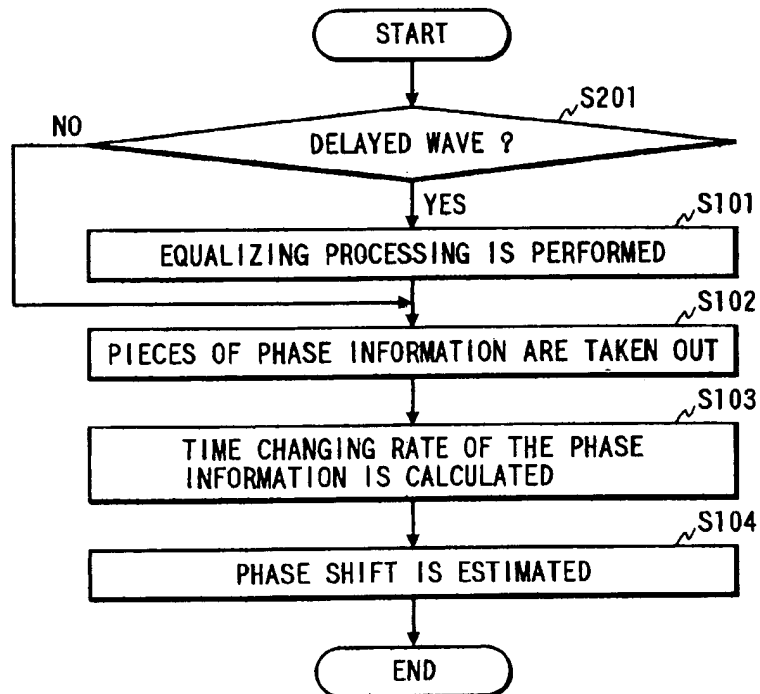 START
S201
NO
DELAYED WAVE ?
YES
S101
EQUALIZING PROCESSING IS PERFORMED
S102
PIECES OF PHASE INFORMATION ARE TAKEN OUT
S103
TIME CHANGING RATE OF THE PHASE
INFORMATION IS CALCULATED
S104
PHASE SHIFT IS ESTIMATED
END